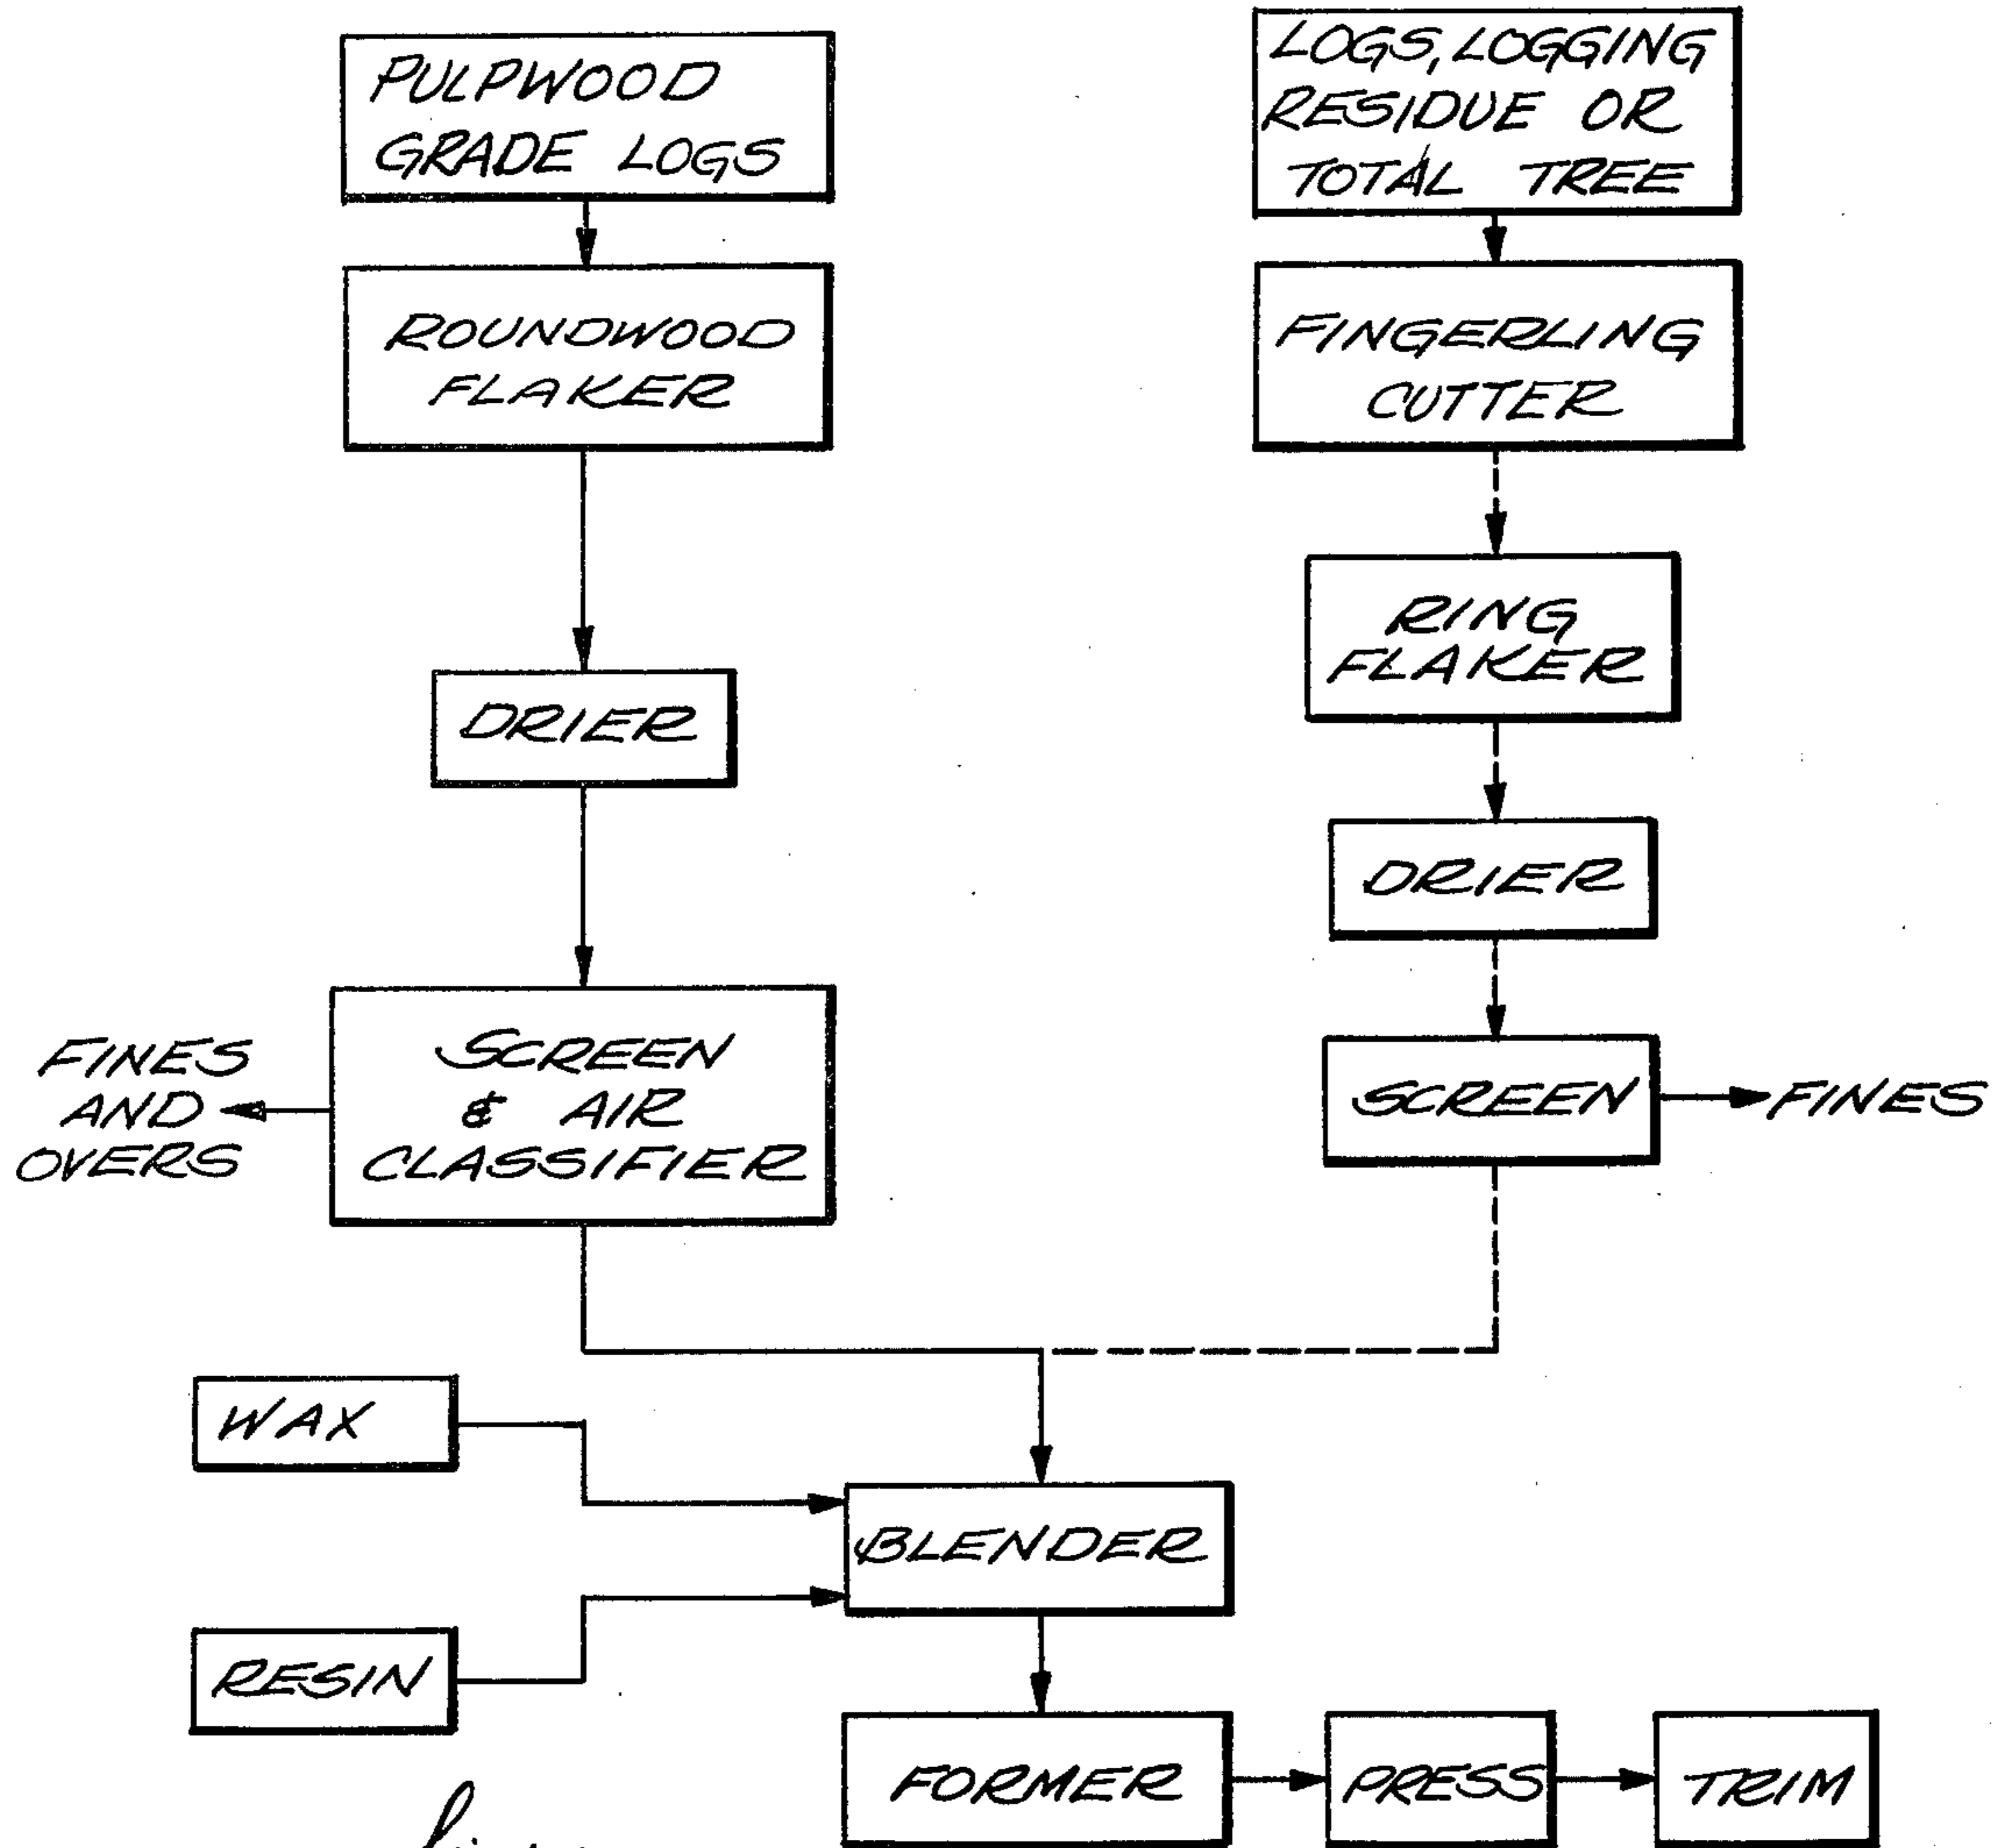 PULPWOOD
GRADE LOGS
LOGS, LOGGING
RESIDUE OR
TOTAL TREE
ROUNDWOOD
FLAKER
FINGERLING
CUTTER
RING
FLAKER
DRIER
DRIER
FINES
AND
OVERS
SCREEN
& AIR
CLASSIFIER
SCREEN
FINES
WAX
BLENDER
RESIN
FORMER
PRESS
TRIM